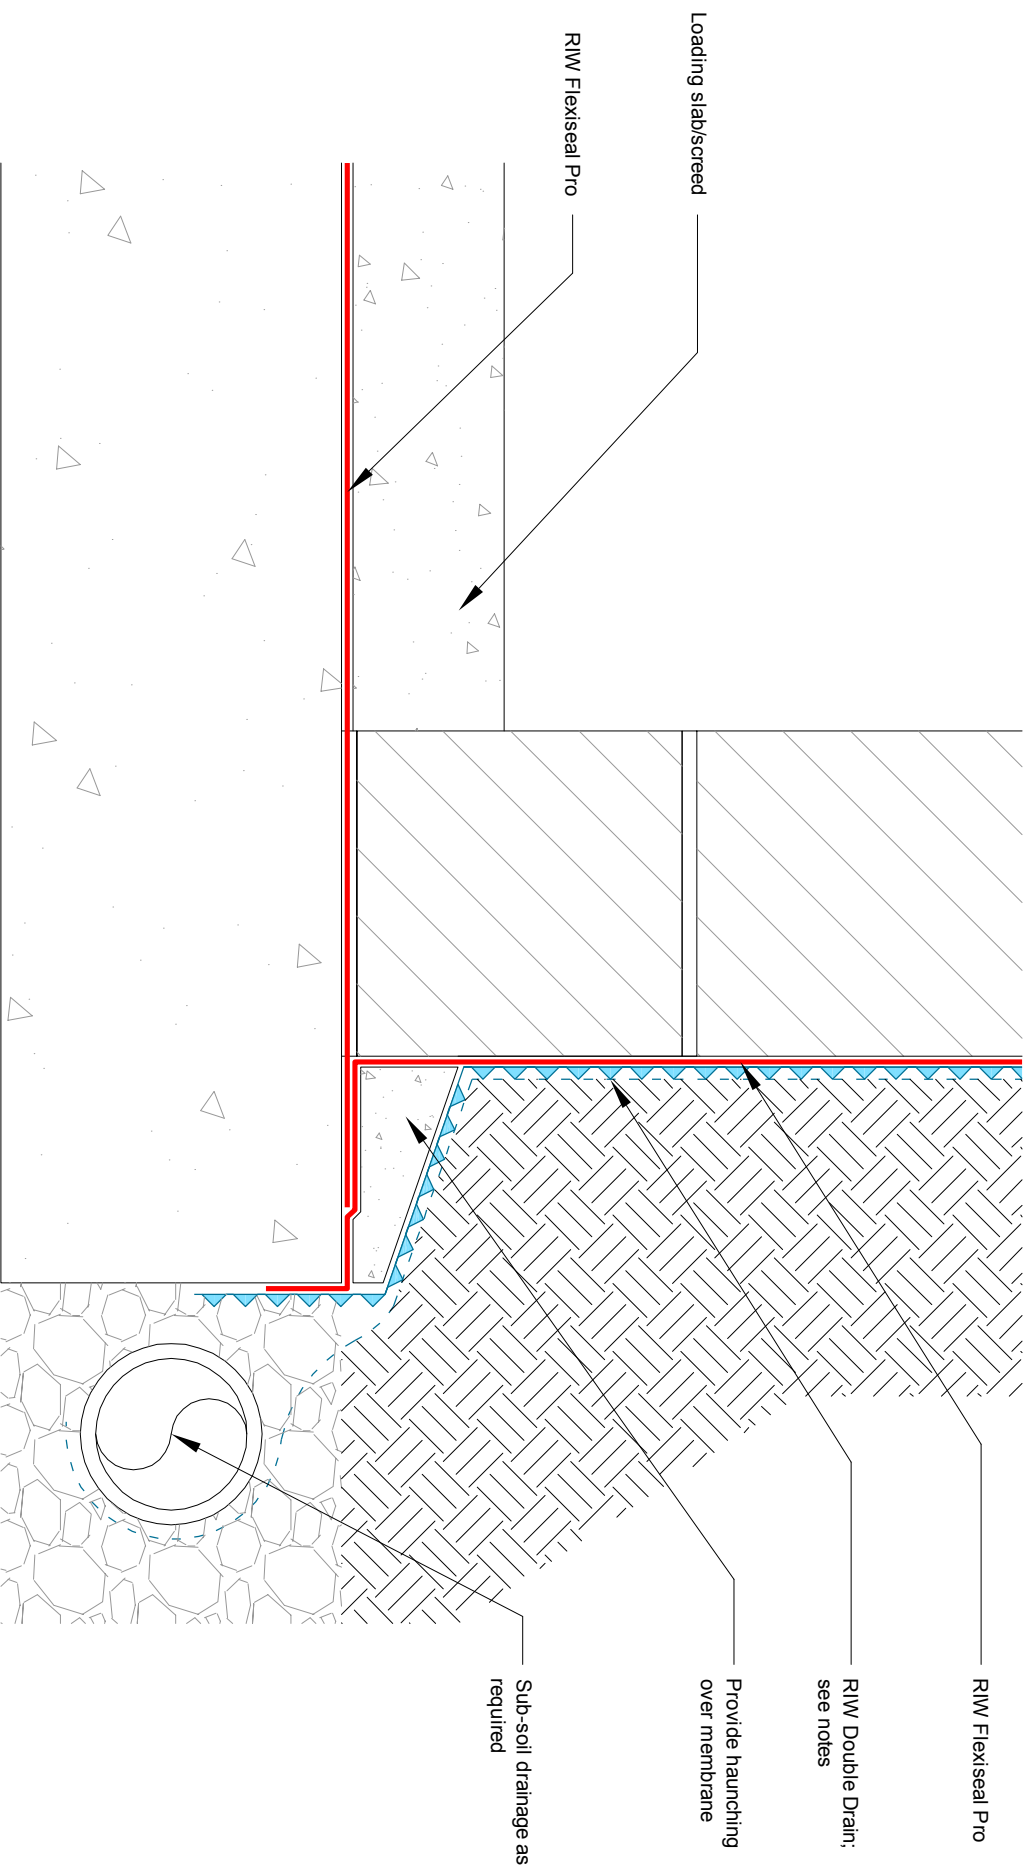 Loading slab/screed
RIW Flexiseal Pro
RIW Flexiseal Pro
RIW Double Drain;
see notes
Provide haunching
over membrane
Sub-soil drainage as
required